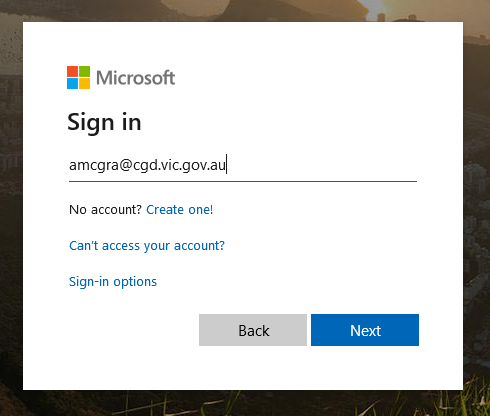 Microsoft
Sign in
amcgra@cgd.vic.gov.au
No account? Create one!
Can't access your account?
Sign-in options
Back
Next